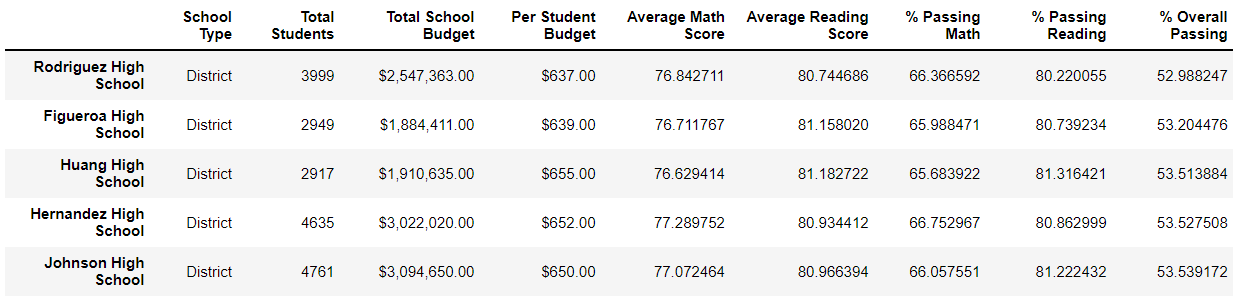 School Type Total Students Total School Budget Per Student Budget Average Math Score Average Reading Score % Passing Math % Passing Reading % Overall Passing
Rodriguez High School District 3999 $2,547,363.00 $637.00 76.842711 80.744686 66.366592 80.220055 52.988247
Figueroa High School District 2949 $1,884,411.00 $639.00 76.711767 81.158020 65.988471 80.739234 53.204476
Huang High School District 2917 $1,910,635.00 $655.00 76.629414 81.182722 65.683922 81.316421 53.513884
Hernandez High School District 4635 $3,022,020.00 $652.00 77.289752 80.934412 66.752967 80.862999 53.527508
Johnson High School District 4761 $3,094,650.00 $650.00 77.072464 80.966394 66.057551 81.222432 53.539172